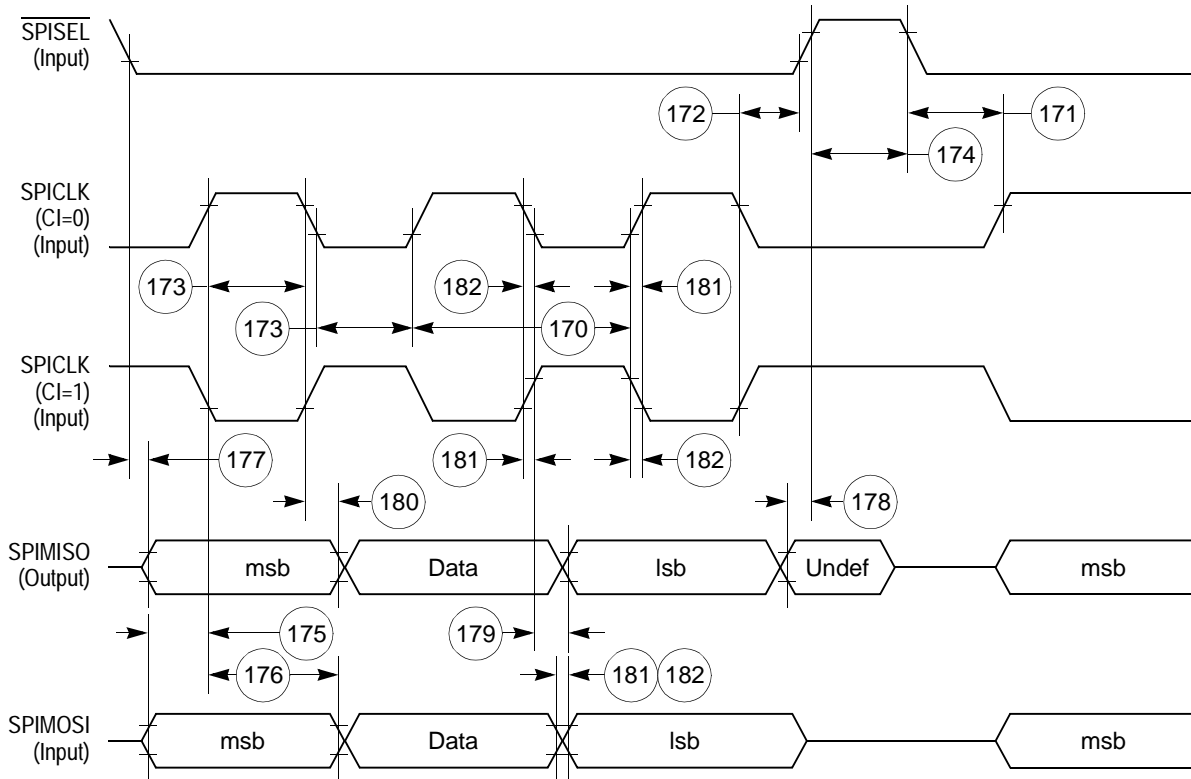 SPISEL
(Input)
172
171
174
SPICLK
(CI=0)
(Input)
173
182
181
173
170
SPICLK
(CI=1)
(Input)
177
181
182
180
178
SPIMISO
(Output)
msb
Data
lsb
Undef
msb
175
179
176
181
182
SPIMOSI
(Input)
msb
Data
lsb
msb